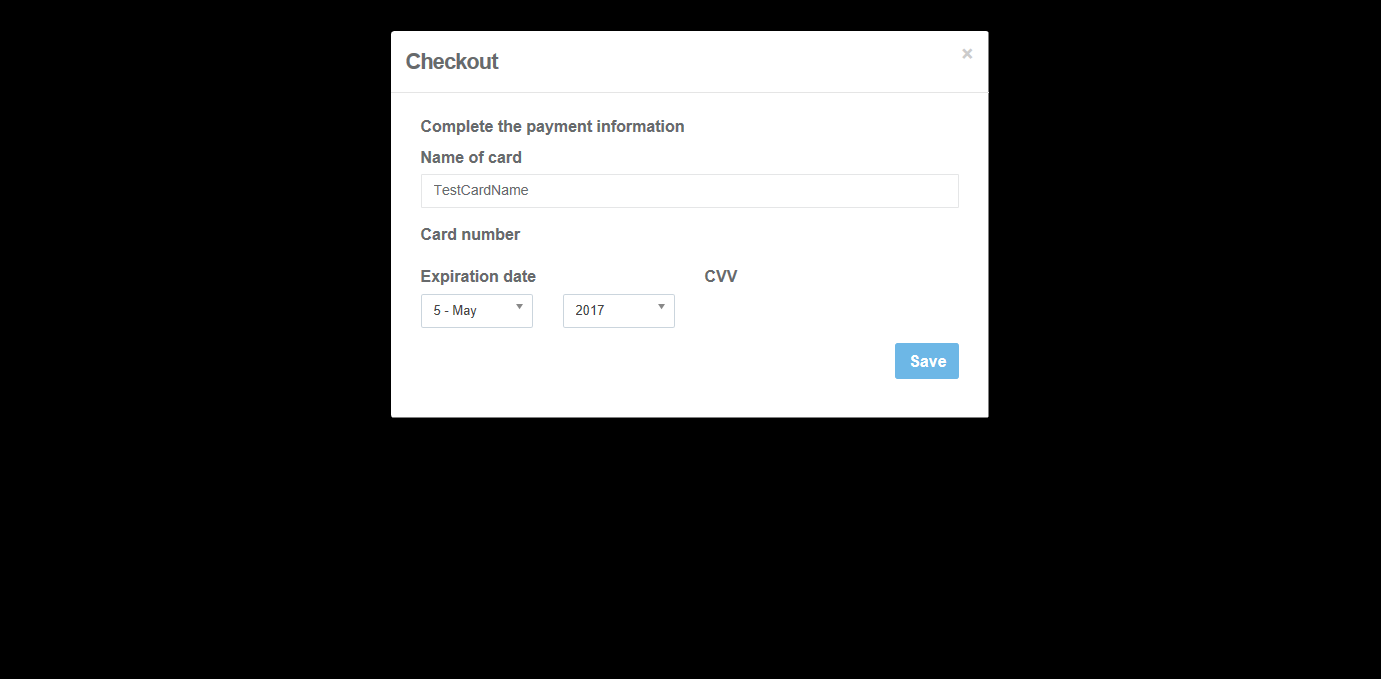 Checkout ×
Complete the payment information
Name of card
TestCardName
Card number
Expiration date CVV
5 - May 2017
Save